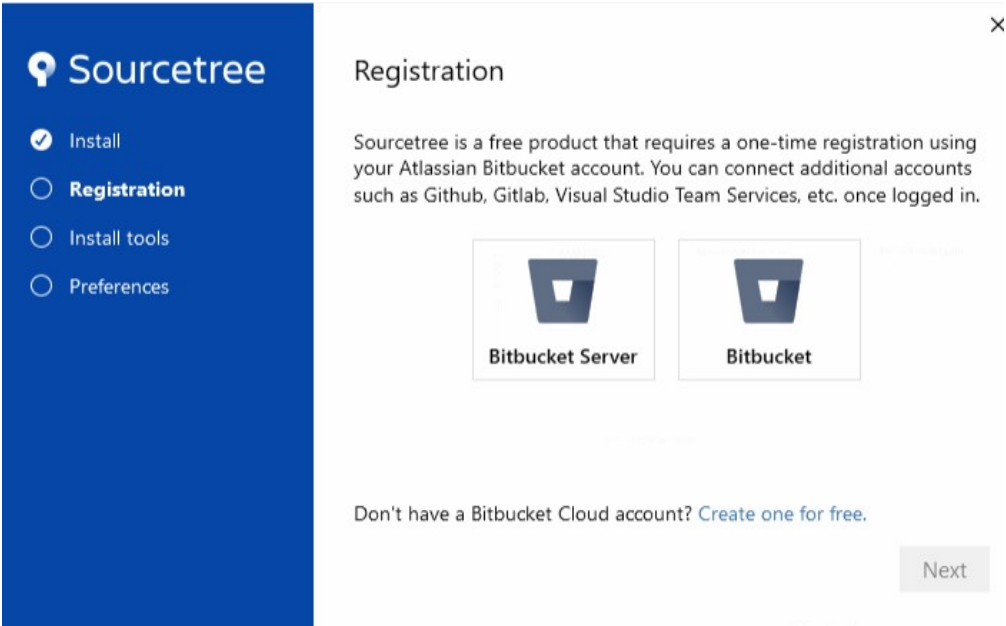 Sourcetree
Install
Registration
Install tools
Preferences
Registration
Sourcetree is a free product that requires a one-time registration using
your Atlassian Bitbucket account. You can connect additional accounts
such as Github, Gitlab, Visual Studio Team Services, etc. once logged in.
Bitbucket Server
Bitbucket
Don't have a Bitbucket Cloud account? Create one for free.
Next